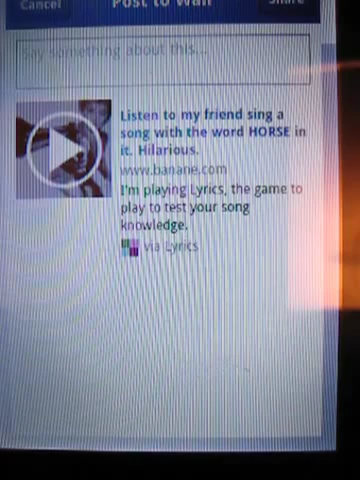 Cancel
Post to Wall
Share
Say something about this...
Listen to my friend sing a
song with the word HORSE in
it. Hilarious.
www.banane.com
I'm playing Lyrics, the game to
play to test your song
knowledge.
via Lyrics